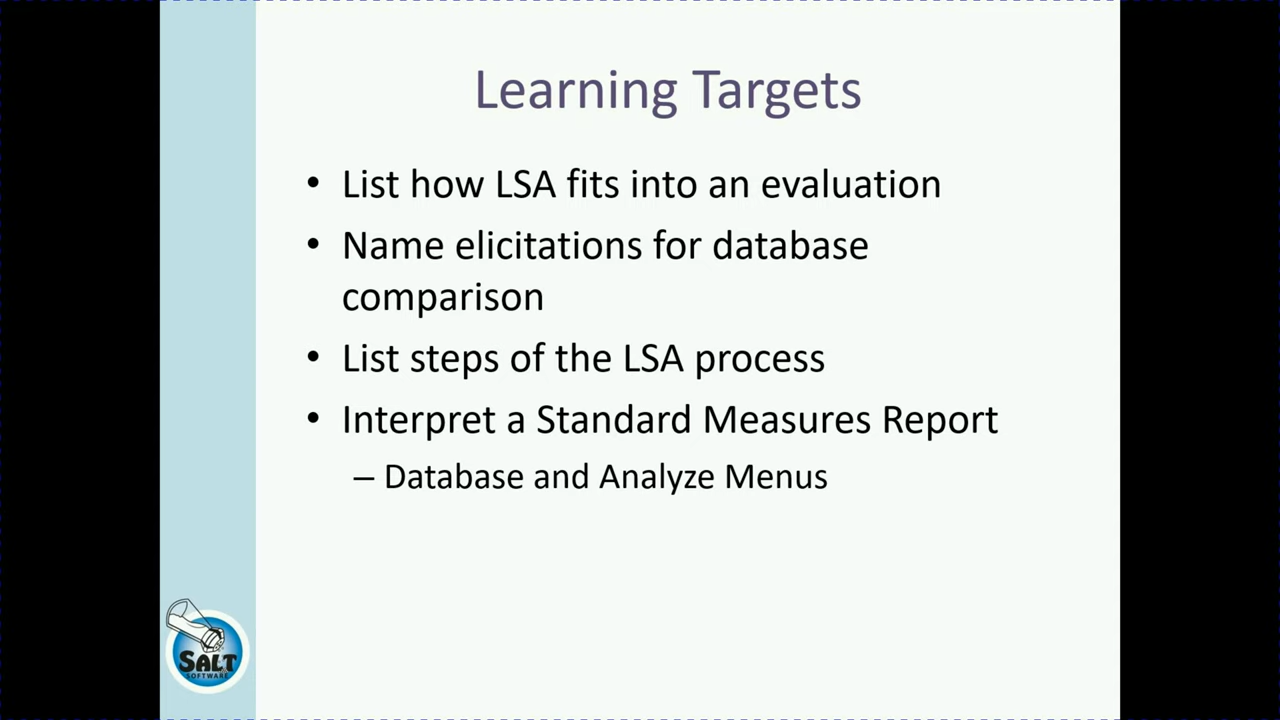 Learning Targets
• List how LSA fits into an evaluation
• Name elicitations for database
comparison
• List steps of the LSA process
• Interpret a Standard Measures Report
– Database and Analyze Menus
SALT
SOFTWARE